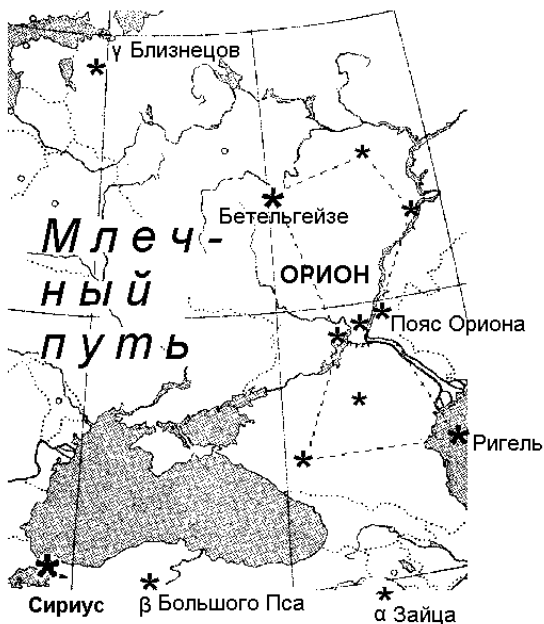 γ Близнецов
Бетельгейзе
Млеч-
ный
путь
ОРИОН
Пояс Ориона
Ригель
Сириус
β Большого Пса
α Зайца